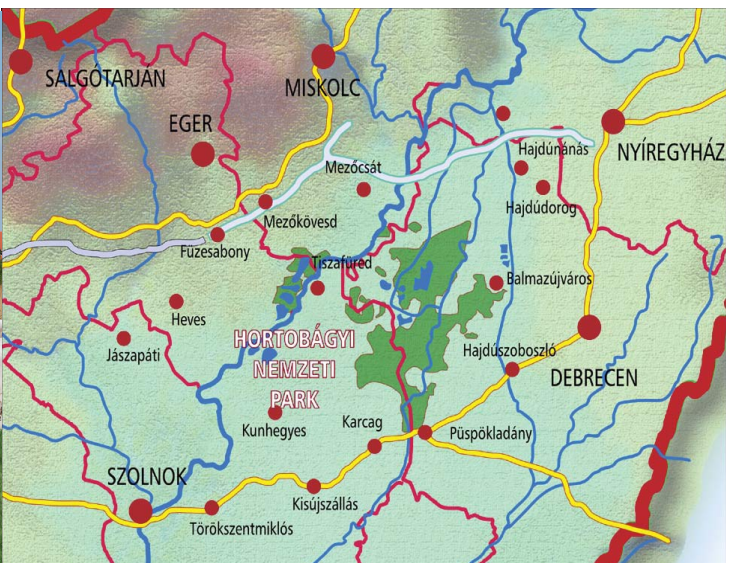 SALGÓTARJÁN
MISKOLC
EGER
NYÍREGYHÁZ
Hajdúnánás
Mezőcsát
Hajdúdorog
Mezőkövesd
Füzesabony
Tiszafüred
Balmazújváros
Heves
HORTOBÁGYI
NEMZETI
PARK
Jászapáti
Hajdúszoboszló
DEBRECEN
Karcag
Kunhegyes
Püspökladány
SZOLNOK
Kisújszállás
Törökszentmiklós